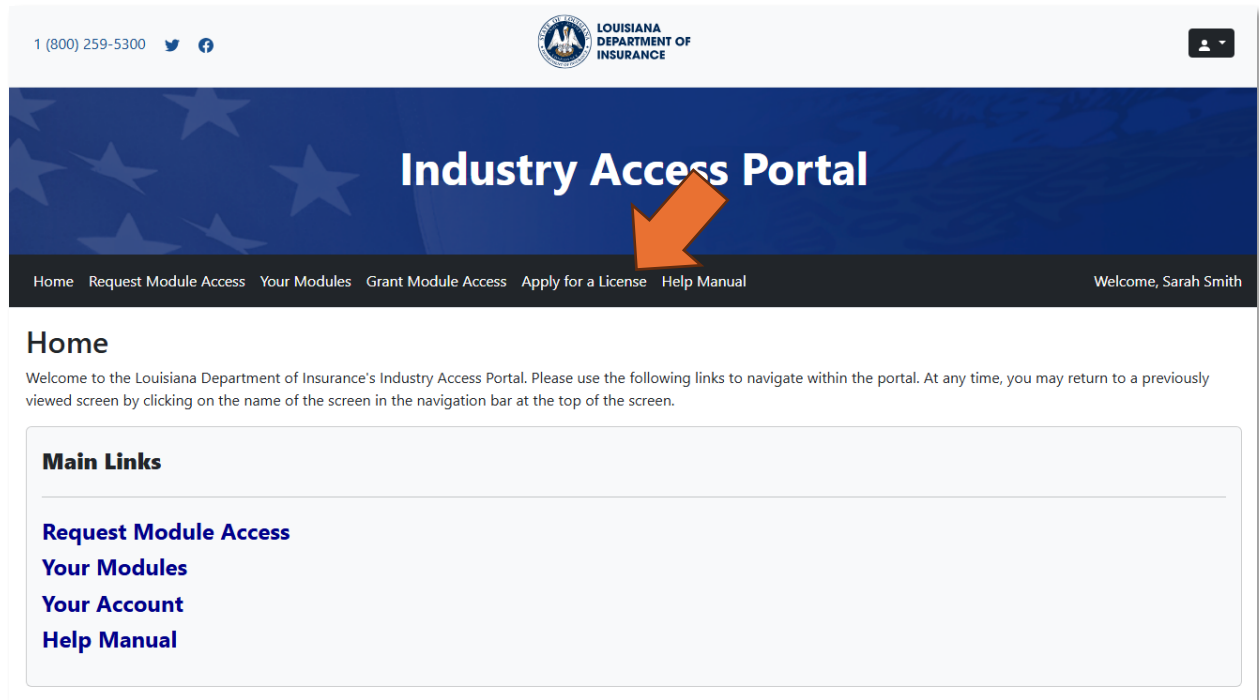 1 (800) 259-5300
LOUISIANA
DEPARTMENT OF
INSURANCE
Industry Access Portal
Home Request Module Access Your Modules Grant Module Access Apply for a License Help Manual Welcome, Sarah Smith
Home
Welcome to the Louisiana Department of Insurance's Industry Access Portal. Please use the following links to navigate within the portal. At any time, you may return to a previously
viewed screen by clicking on the name of the screen in the navigation bar at the top of the screen.
Main Links
Request Module Access
Your Modules
Your Account
Help Manual